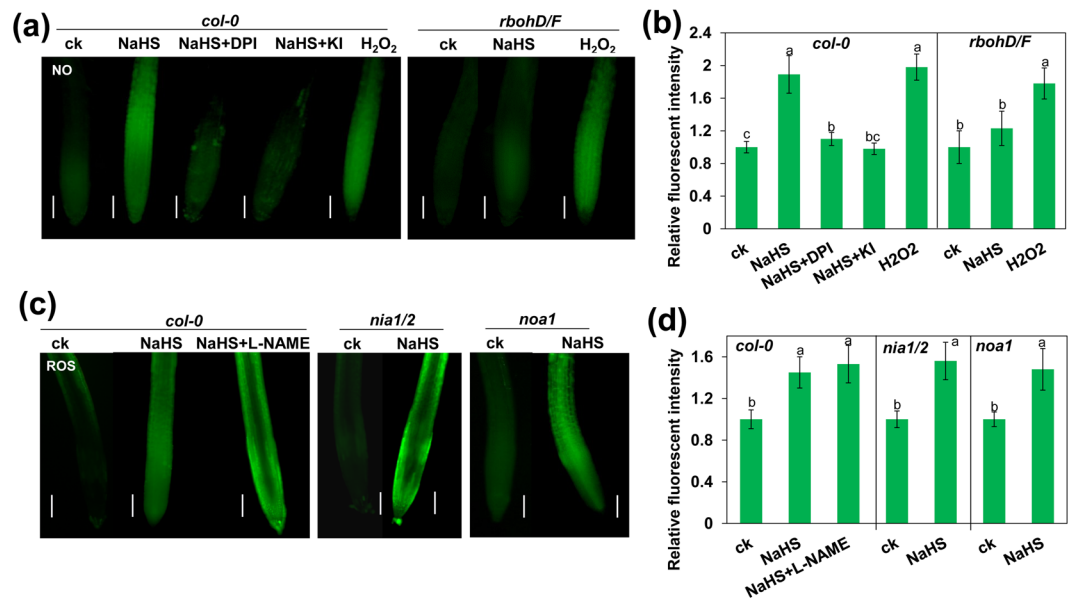 (a)
col-0
rbohD/F
ck NaHS NaHS+DPI NaHS+KI H₂O₂
ck NaHS H₂O₂
NO
(b)
Relative fluorescent intensity
2.4
2
1.6
1.2
0.8
0.4
0
col-0
rbohD/F
c a b bc a
b b a
ck NaHS NaHS+DPI NaHS+KI H2O2
ck NaHS H2O2
(c)
col-0
nia1/2
noa1
ck NaHS NaHS+L-NAME
ck NaHS
ck NaHS
ROS
(d)
Relative fluorescent intensity
1.6
1.2
0.8
0.4
0
col-0
nia1/2
noa1
b a a
b a
b a
ck NaHS NaHS+L-NAME
ck NaHS
ck NaHS